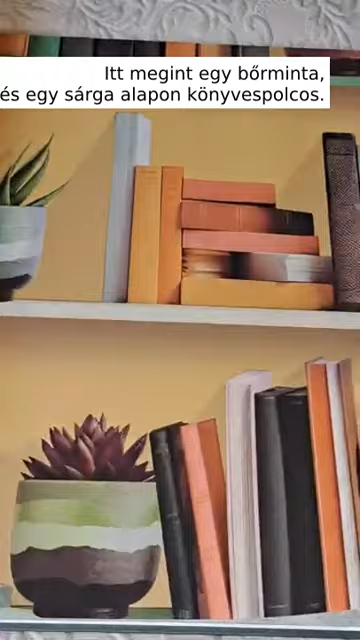 Itt megint egy bőrminta,
és egy sárga alapon könyvespolcos.